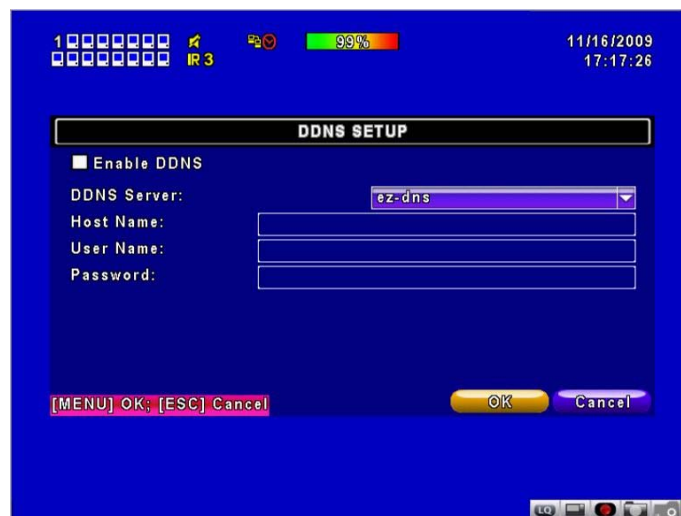 1
IR 3
99%
11/16/2009
17:17:26
DDNS SETUP
Enable DDNS
DDNS Server:
ez-dns
Host Name:
User Name:
Password:
[MENU] OK; [ESC] Cancel
OK
Cancel
LQ